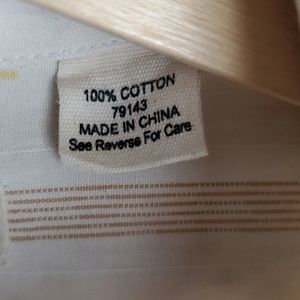 100% COTTON
79143
MADE IN CHINA
See Reverse For Care